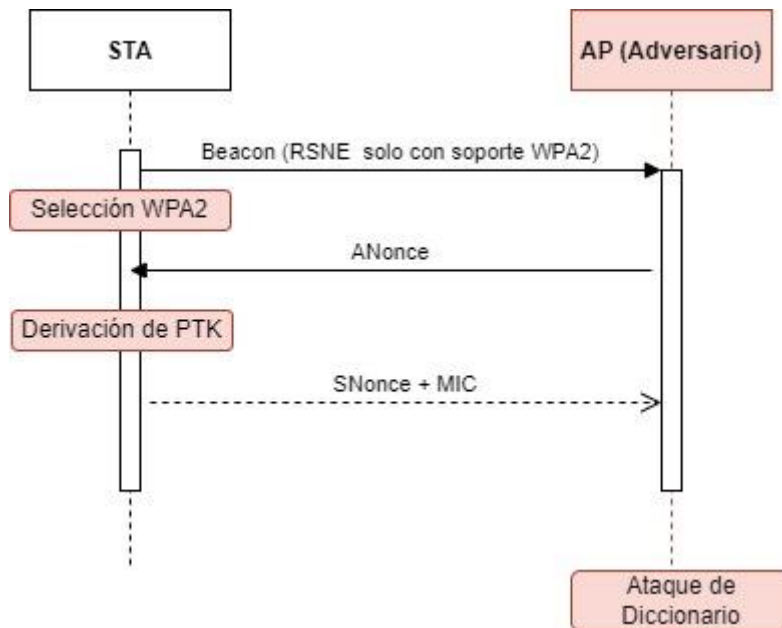 STA
AP (Adversario)
Beacon (RSNE solo con soporte WPA2)
Selección WPA2
ANonce
Derivación de PTK
SNonce + MIC
Ataque de
Diccionario